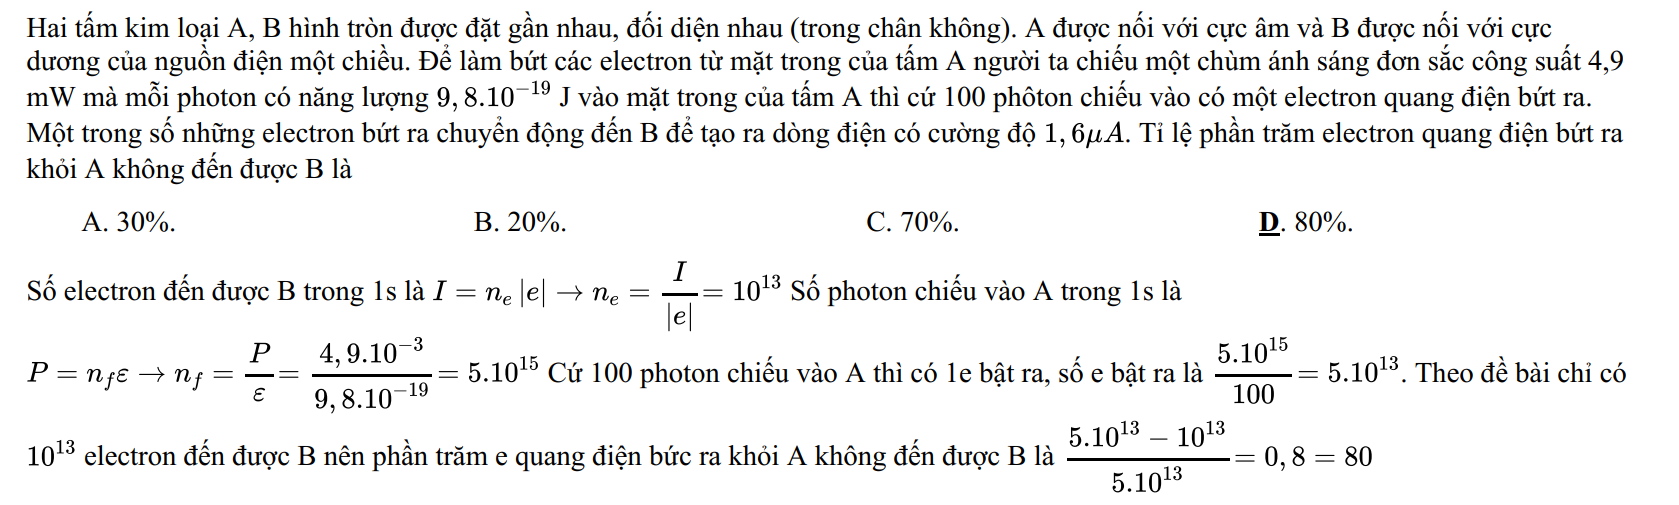 Hai tấm kim loại A, B hình tròn được đặt gần nhau, đối diện nhau (trong chân không). A được nối với cực âm và B được nối với cực
dương của nguồn điện một chiều. Để làm bứt các electron từ mặt trong của tấm A người ta chiếu một chùm ánh sáng đơn sắc công suất 4,9
mW mà mỗi photon có năng lượng $9,8.10^{-19}$ J vào mặt trong của tấm A thì cứ 100 phôton chiếu vào có một electron quang điện bứt ra.
Một trong số những electron bứt ra chuyển động đến B để tạo ra dòng điện có cường độ $1,6\mu A$. Tỉ lệ phần trăm electron quang điện bứt ra
khỏi A không đến được B là
A. 30%. B. 20%. C. 70%. D. 80%.
Số electron đến được B trong 1s là $I = n_e |e| \rightarrow n_e = \frac{I}{|e|} = 10^{13}$ Số photon chiếu vào A trong 1s là
$P = n_f \varepsilon \rightarrow n_f = \frac{P}{\varepsilon} = \frac{4,9.10^{-3}}{9,8.10^{-19}} = 5.10^{15}$ Cứ 100 photon chiếu vào A thì có 1e bật ra, số e bật ra là $\frac{5.10^{15}}{100} = 5.10^{13}$. Theo đề bài chỉ có
$10^{13}$ electron đến được B nên phần trăm e quang điện bức ra khỏi A không đến được B là $\frac{5.10^{13} - 10^{13}}{5.10^{13}} = 0,8 = 80$